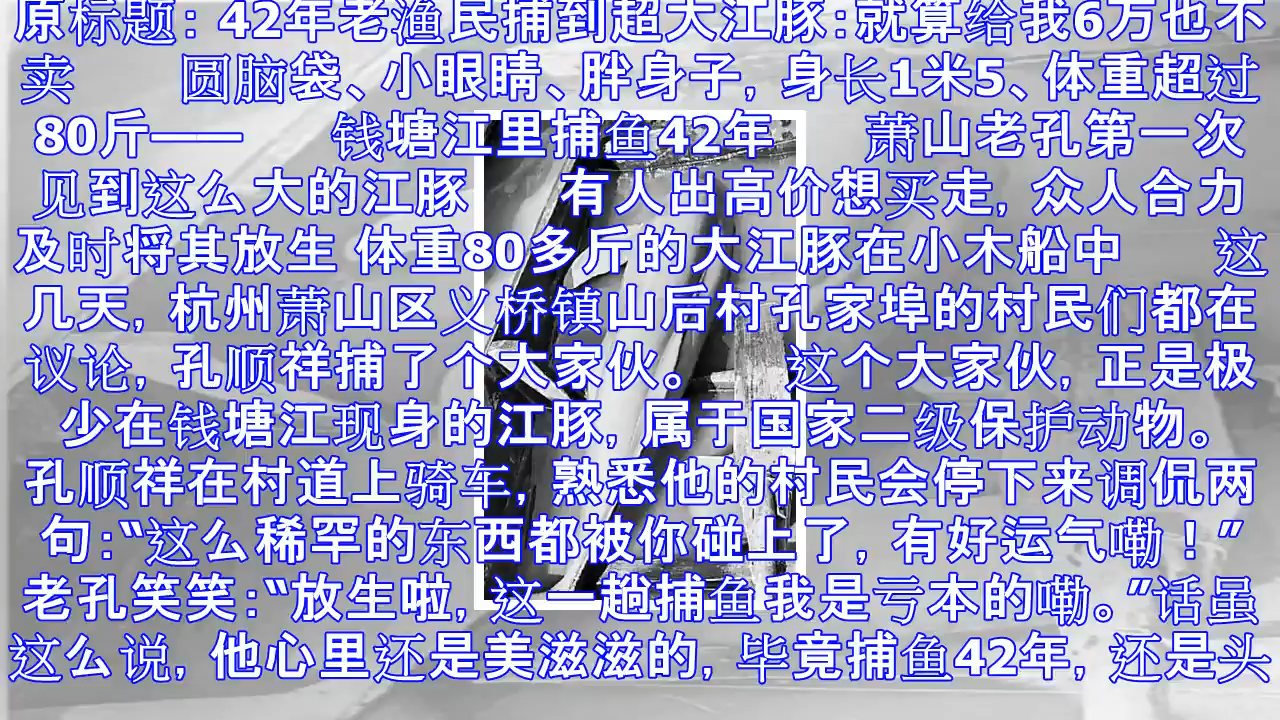 原标题: 42年老渔民捕到超大江豚:就算给我6万也不
卖　　圆脑袋、小眼睛、胖身子, 身长1米5、体重超过
80斤——　　钱塘江里捕鱼42年　　萧山老孔第一次
见到这么大的江豚　　有人出高价想买走, 众人合力
及时将其放生 体重80多斤的大江豚在小木船中　　这
几天, 杭州萧山区义桥镇山后村孔家埠的村民们都在
议论, 孔顺祥捕了个大家伙。　　这个大家伙, 正是极
少在钱塘江现身的江豚, 属于国家二级保护动物。
孔顺祥在村道上骑车, 熟悉他的村民会停下来调侃两
句:“这么稀罕的东西都被你碰上了, 有好运气嘞！”
老孔笑笑:“放生啦, 这一趟捕鱼我是亏本的嘞。”话虽
这么说, 他心里还是美滋滋的, 毕竟捕鱼42年, 还是头